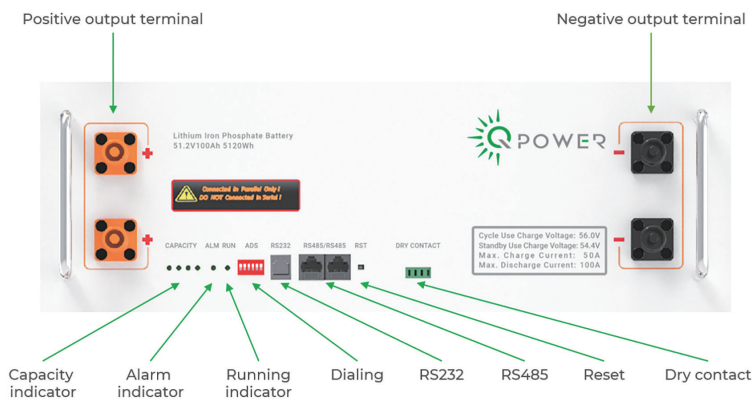 Positive output terminal
Negative output terminal
Lithium Iron Phosphate Battery
51.2V100Ah 5120Wh
QPOWER
Connected in Parallel Only !
DO NOT Connected in Serial !
+
+
-
-
Cycle Use Charge Voltage: 56.0V
Standby Use Charge Voltage: 54.4V
Max. Charge Current: 50A
Max. Discharge Current: 100A
CAPACITY ALM RUN ADS RS232 RS485/RS485 RST DRY CONTACT
Capacity indicator
Alarm indicator
Running indicator
Dialing
RS232
RS485
Reset
Dry contact